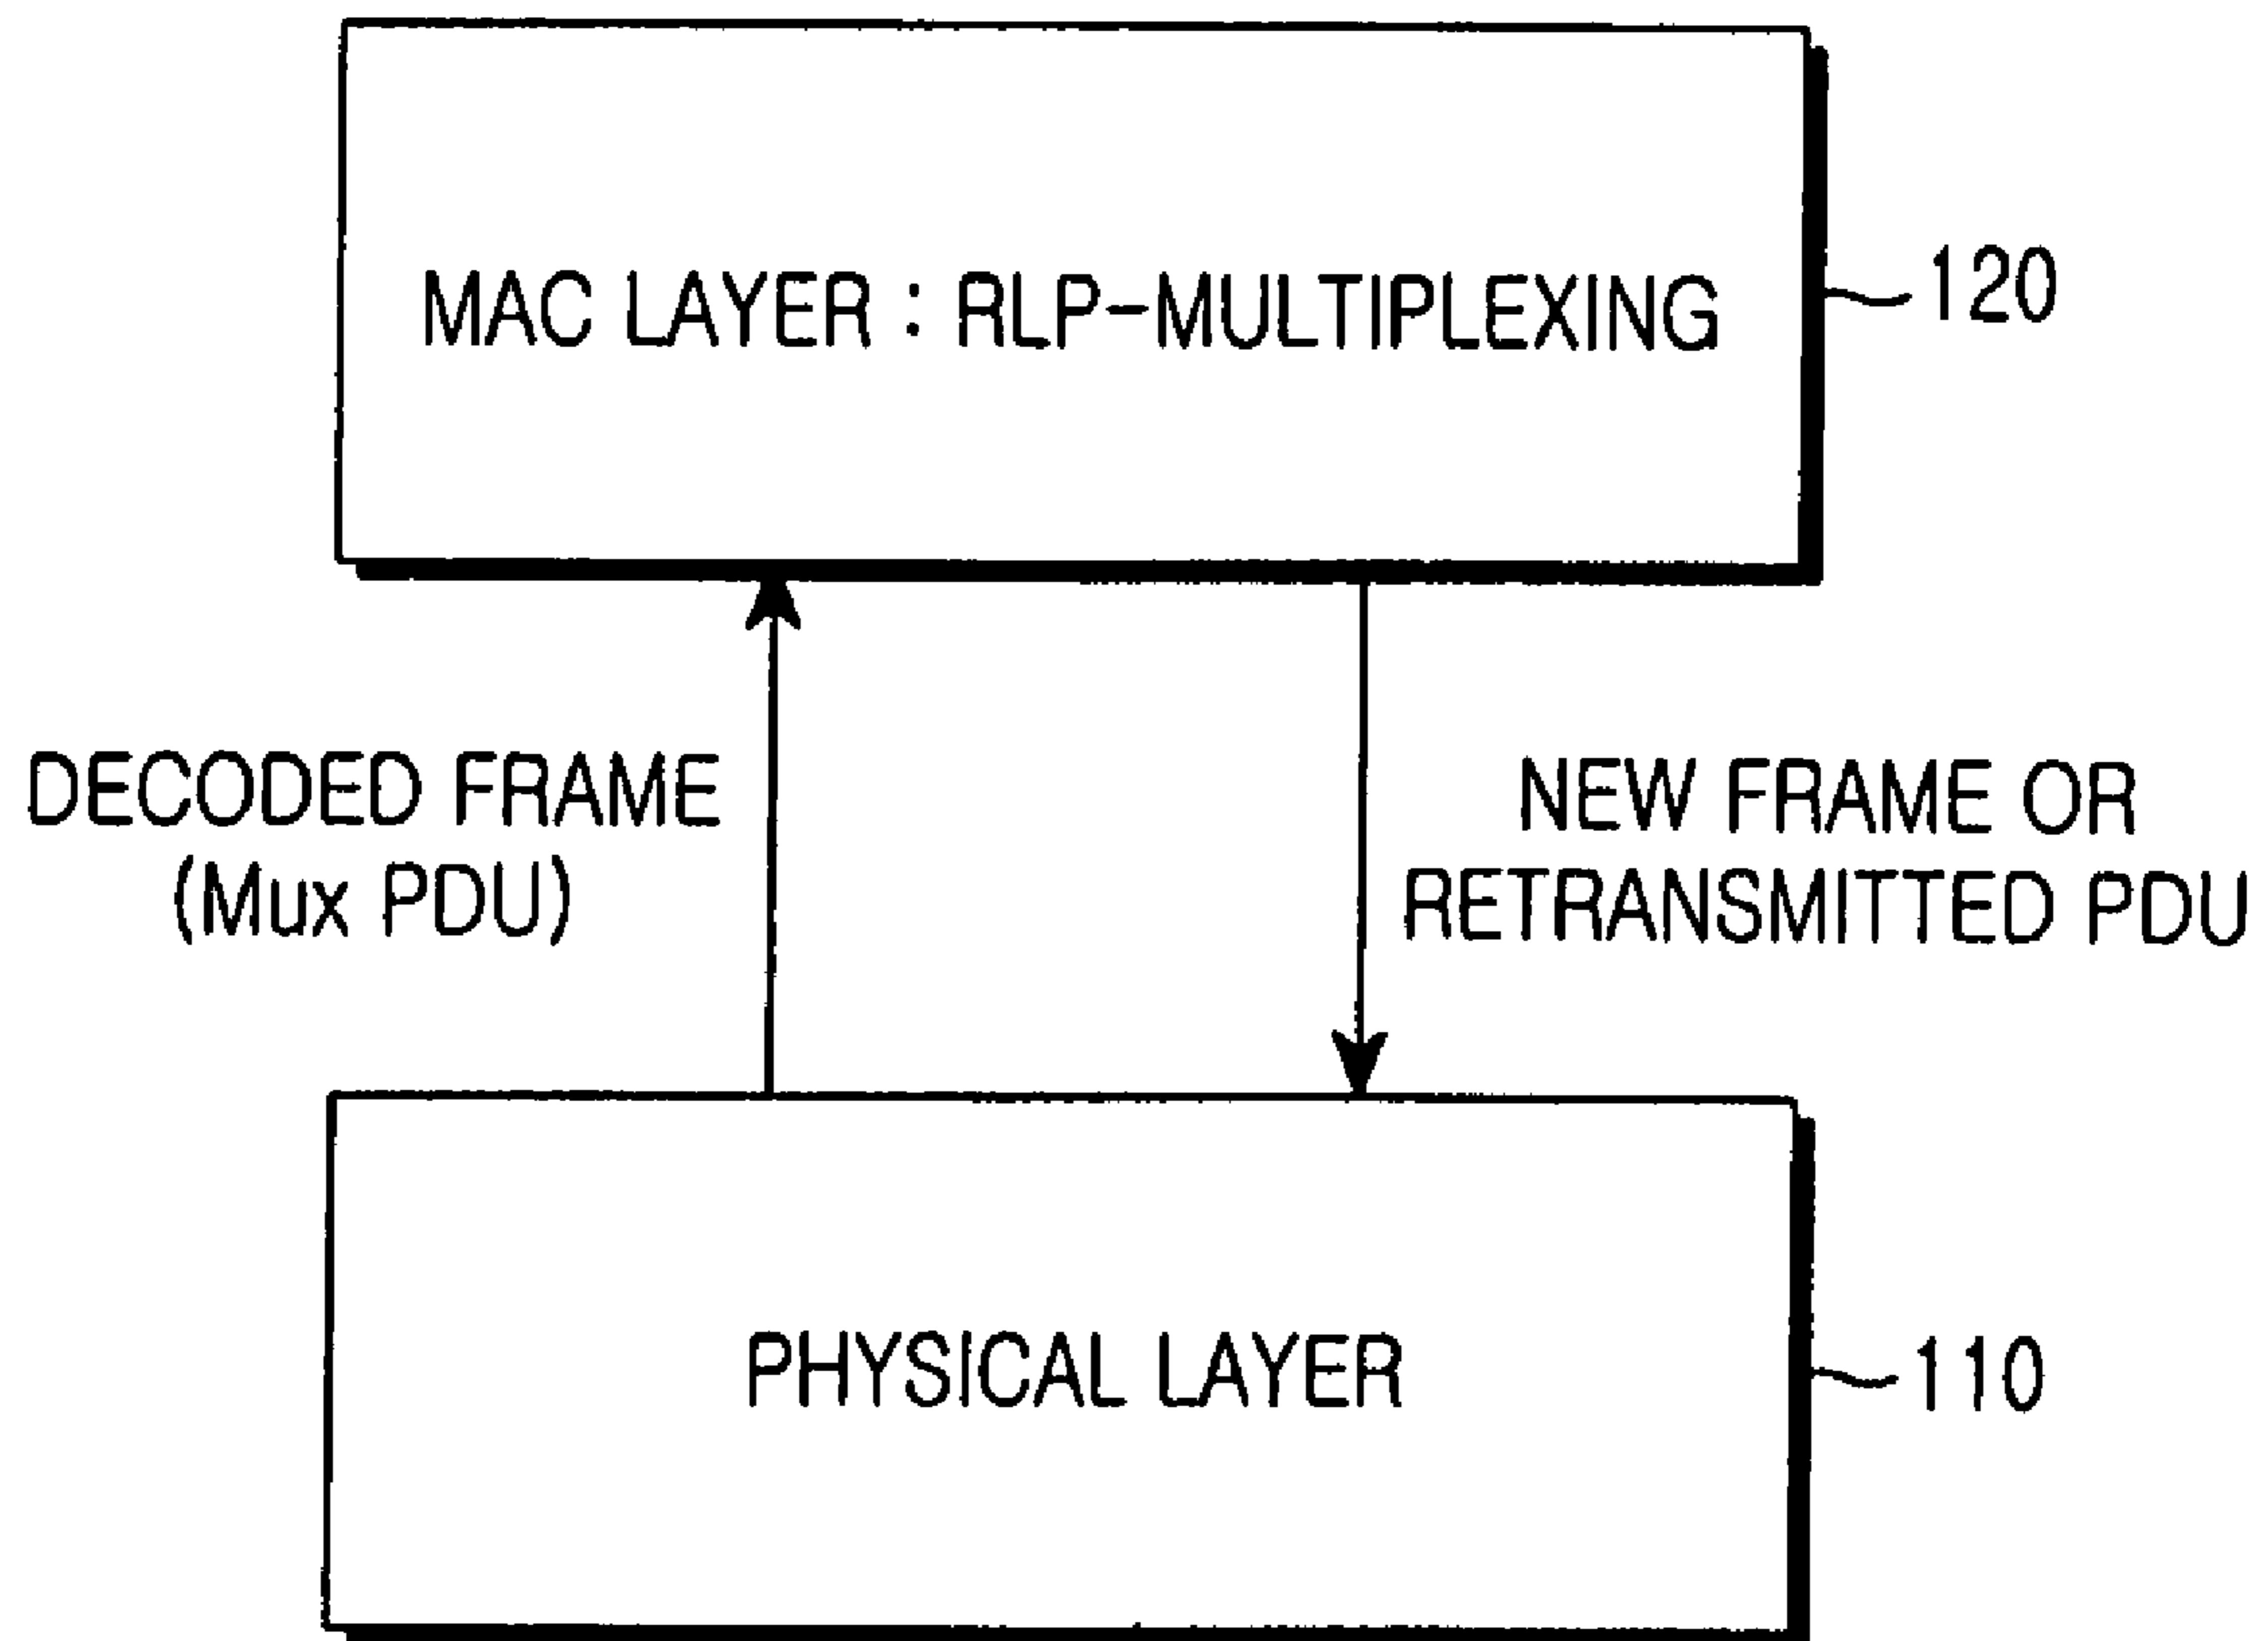 MAC LAYER : RLP-MULTIPLEXING
120
DECODED FRAME
(Mux PDU)
NEW FRAME OR
RETRANSMITTED PDU
PHYSICAL LAYER
110